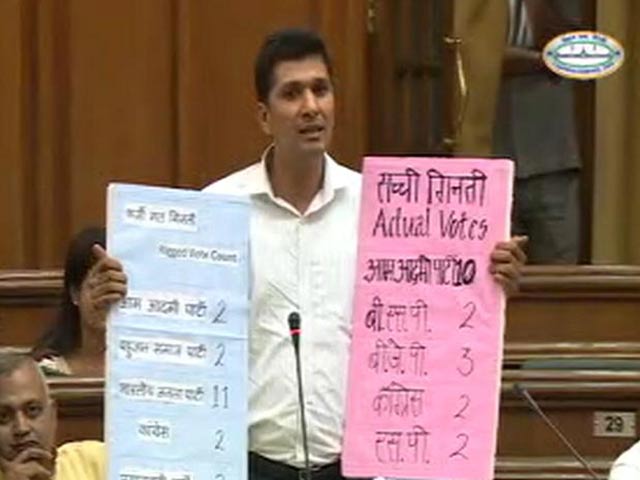 फर्जी मत गिनती
Rigged Vote Count
आम आदमी पार्टी 2
बहुजन समाज पार्टी 2
भारतीय जनता पार्टी 11
कांग्रेस 2
2
सच्ची गिनती
Actual Votes
आम आदमी पार्टी 10
बी.एस.पी. 2
बी.जे.पी. 3
कांग्रेस 2
एस.पी. 2
29